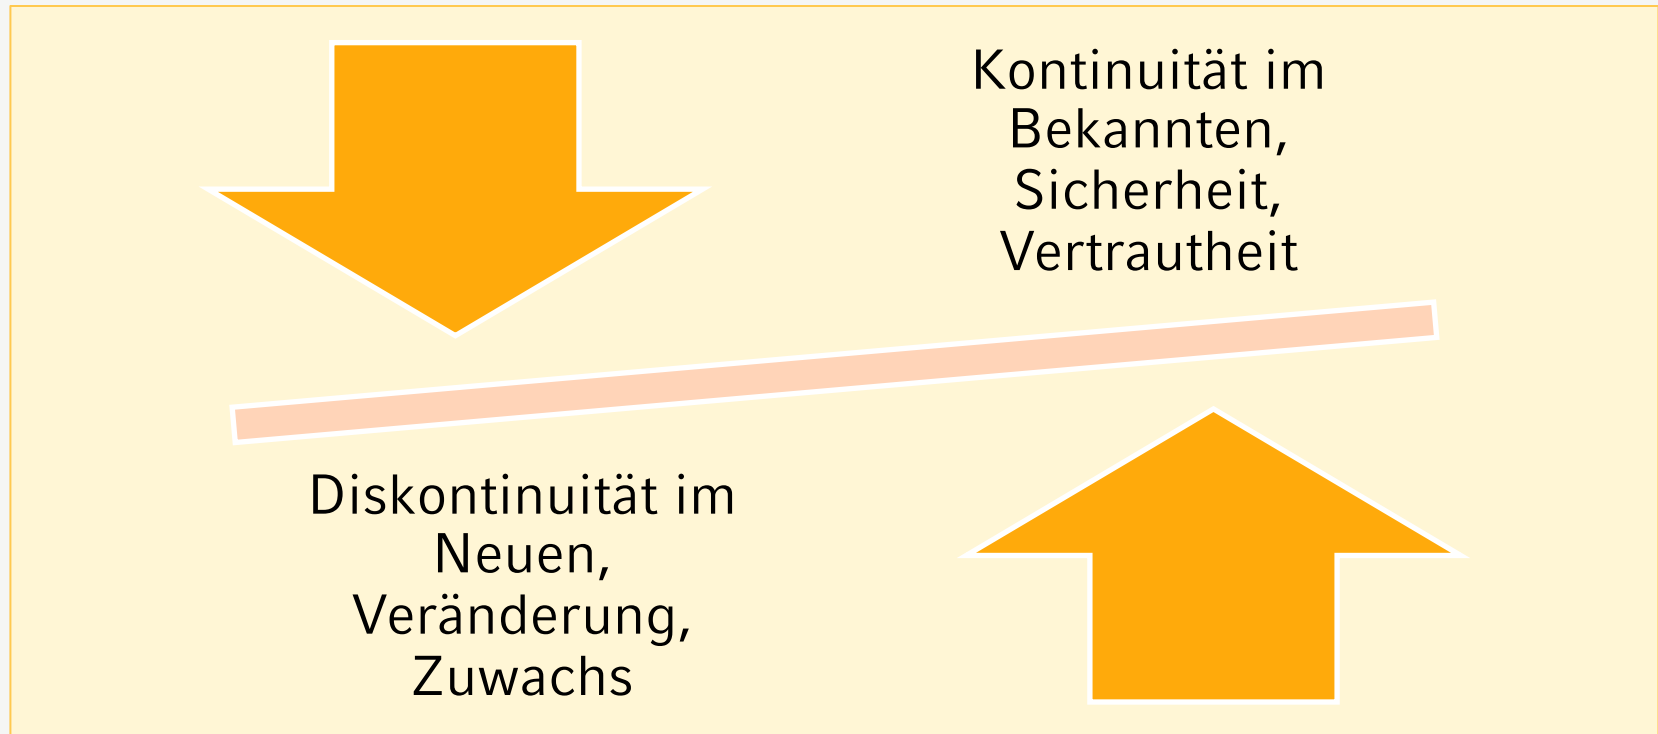 Kontinuität im
Bekannten,
Sicherheit,
Vertrautheit
Diskontinuität im
Neuen,
Veränderung,
Zuwachs